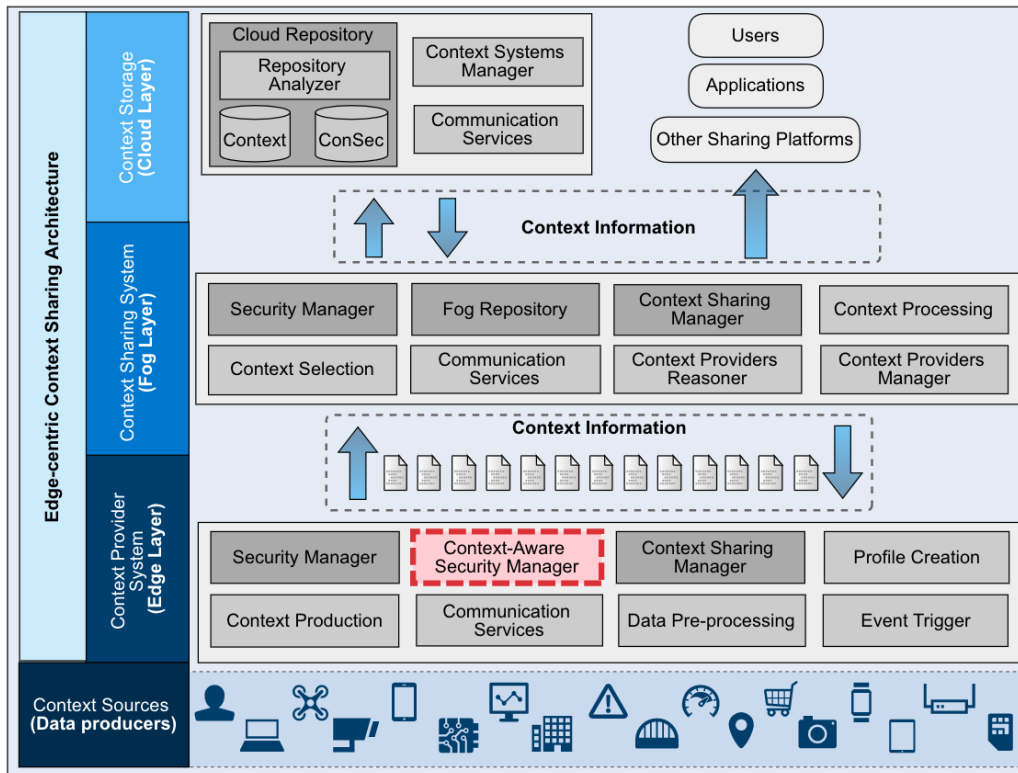 Edge-centric Context Sharing Architecture
Context Storage
(Cloud Layer)
Cloud Repository
Repository
Analyzer
Context
ConSec
Context Systems
Manager
Communication
Services
Users
Applications
Other Sharing Platforms
Context Information
Context Sharing System
(Fog Layer)
Security Manager
Fog Repository
Context Sharing
Manager
Context Processing
Context Selection
Communication
Services
Context Providers
Reasoner
Context Providers
Manager
Context Information
Context Provider
System
(Edge Layer)
Security Manager
Context-Aware
Security Manager
Context Sharing
Manager
Profile Creation
Context Production
Communication
Services
Data Pre-processing
Event Trigger
Context Sources
(Data producers)